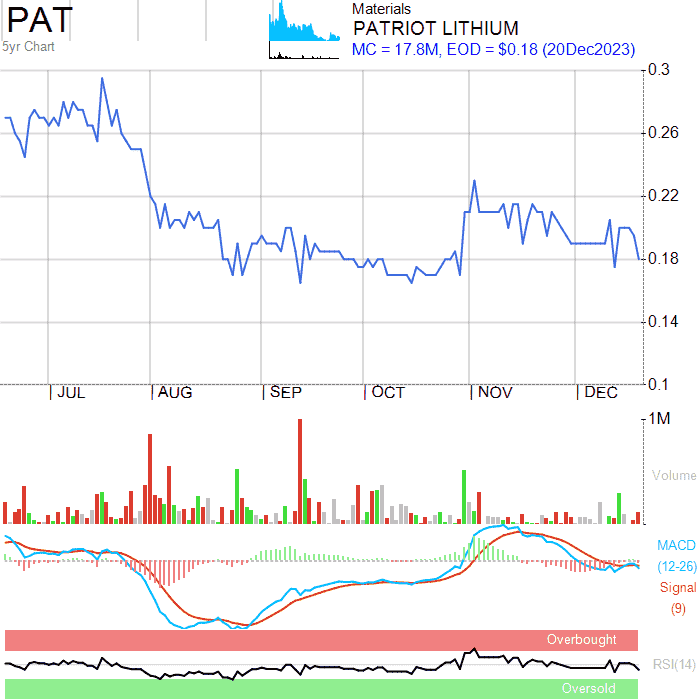 PAT
5yr Chart
Materials
PATRIOT LITHIUM
MC = 17.8M, EOD = $0.18 (20Dec2023)
0.3
0.26
0.22
0.18
0.14
0.1
JUL AUG SEP OCT NOV DEC
1M
Volume
MACD
(12-26)
Signal
(9)
Overbought
RSI(14)
Oversold